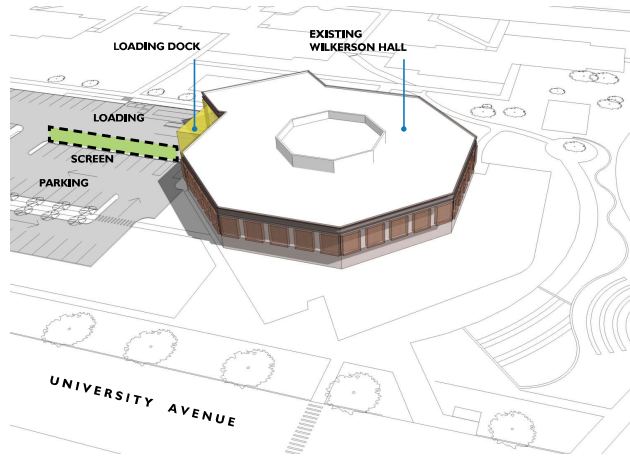 LOADING DOCK
EXISTING
WILKERSON HALL
LOADING
SCREEN
PARKING
UNIVERSITY AVENUE